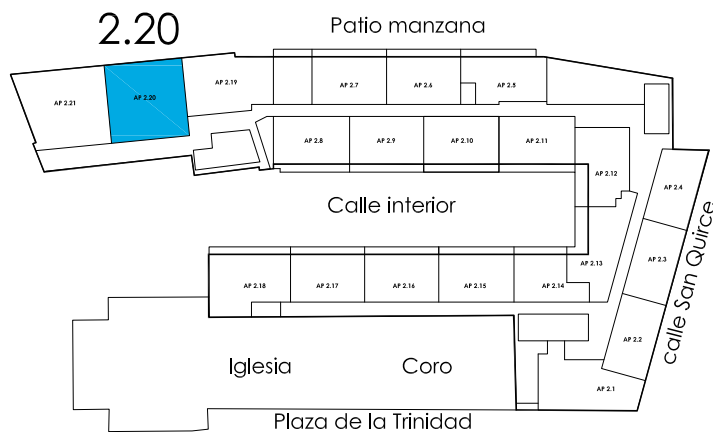 2.20
Patio manzana
AP 2.21
AP 2.20
AP 2.19
AP 2.7
AP 2.6
AP 2.5
AP 2.8
AP 2.9
AP 2.10
AP 2.11
AP 2.12
AP 2.4
Calle interior
AP 2.3
calle San Quirce
AP 2.13
AP 2.18
AP 2.17
AP 2.16
AP 2.15
AP 2.14
AP 2.2
Iglesia
Coro
AP 2.1
Plaza de la Trinidad